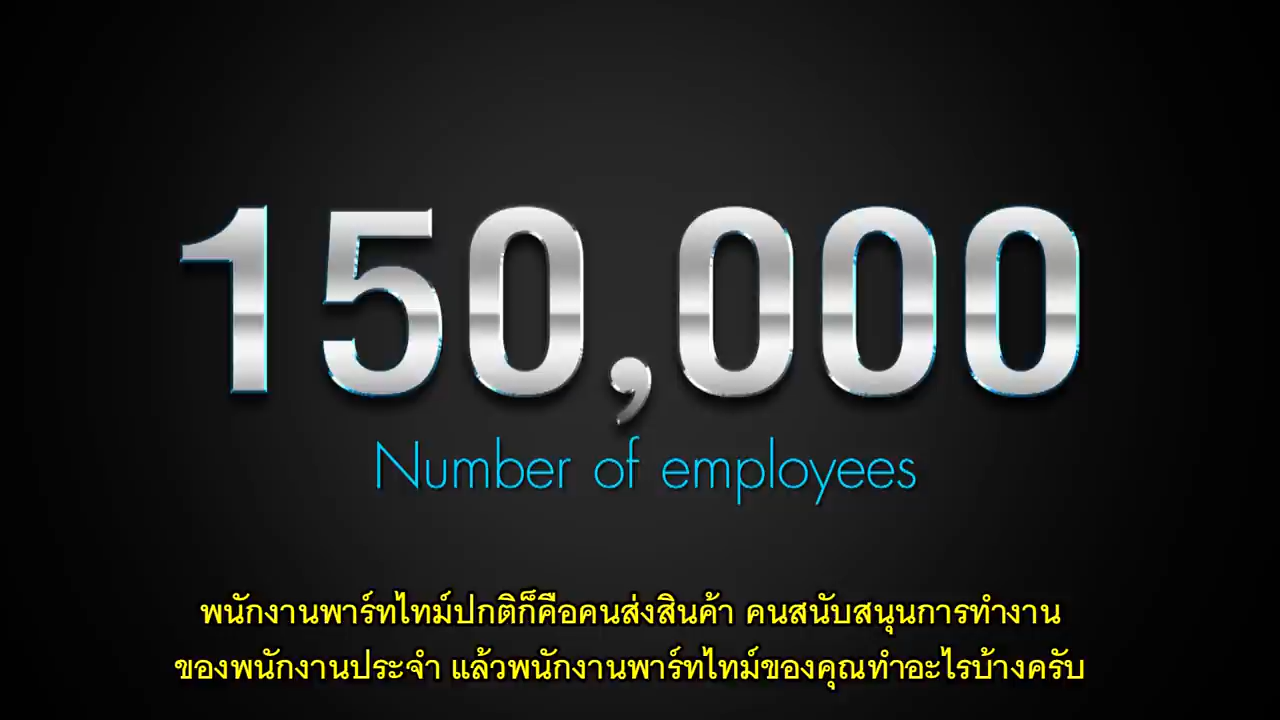 150,000
Number of employees
พนักงานพาร์ทไทม์ปกติก็คือคนส่งสินค้า คนสนับสนุนการทำงาน
ของพนักงานประจำ แล้วพนักงานพาร์ทไทม์ของคุณทำอะไรบ้างครับ